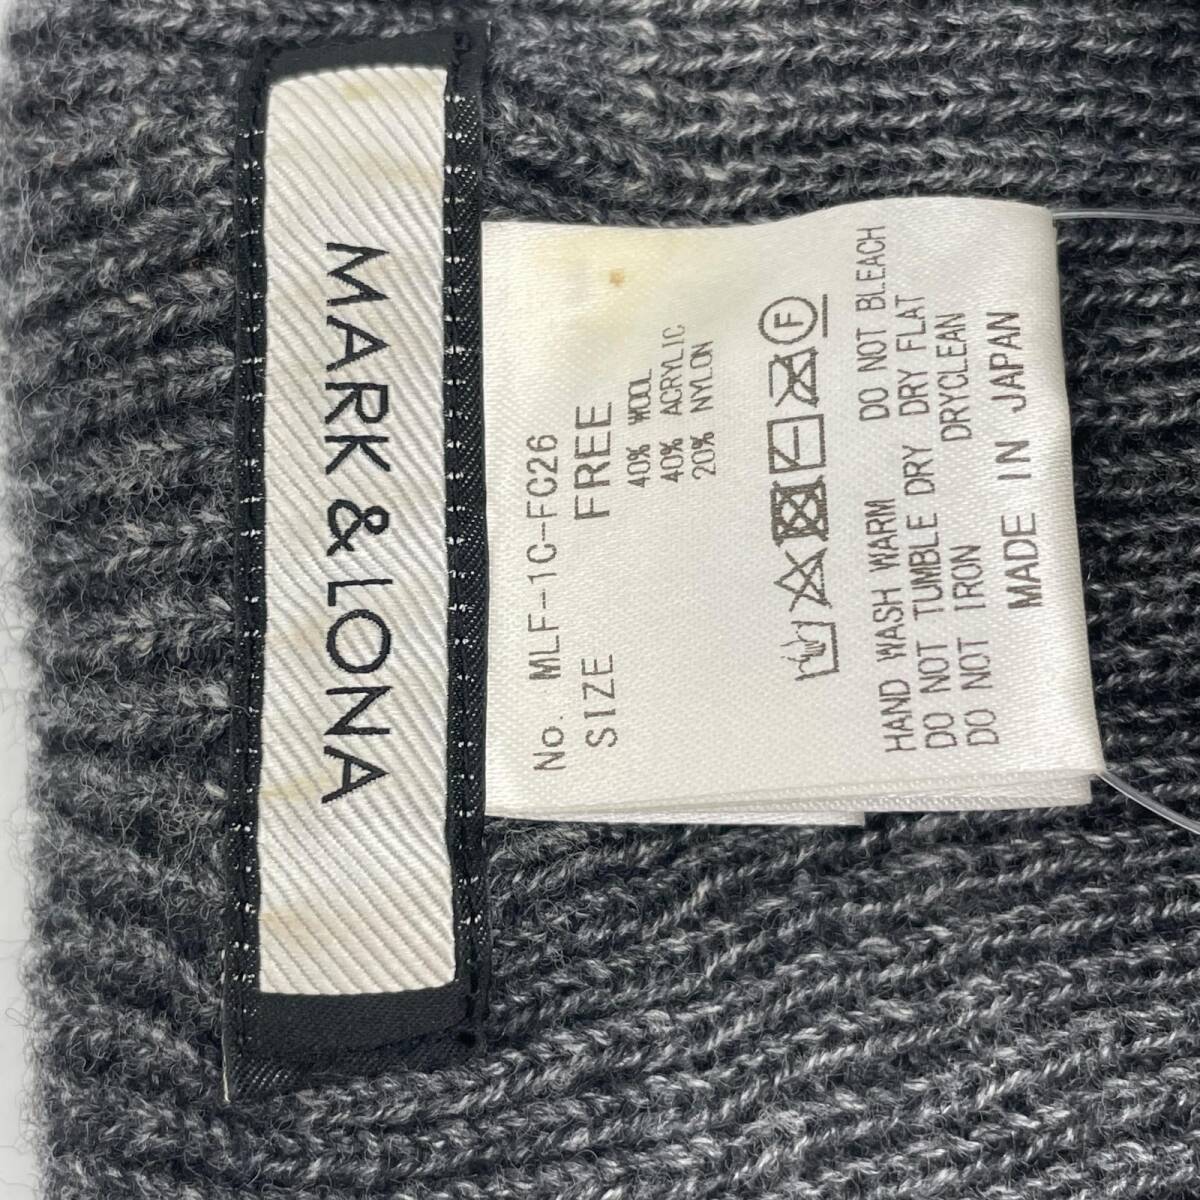 MARK & LONA
No. MLF-1C-FC26
SIZE FREE
40% WOOL
40% ACRYLIC
20% NYLON
F
HAND WASH WARM DO NOT BLEACH
DO NOT TUMBLE DRY DRY FLAT
DO NOT IRON DRYCLEAN
MADE IN JAPAN